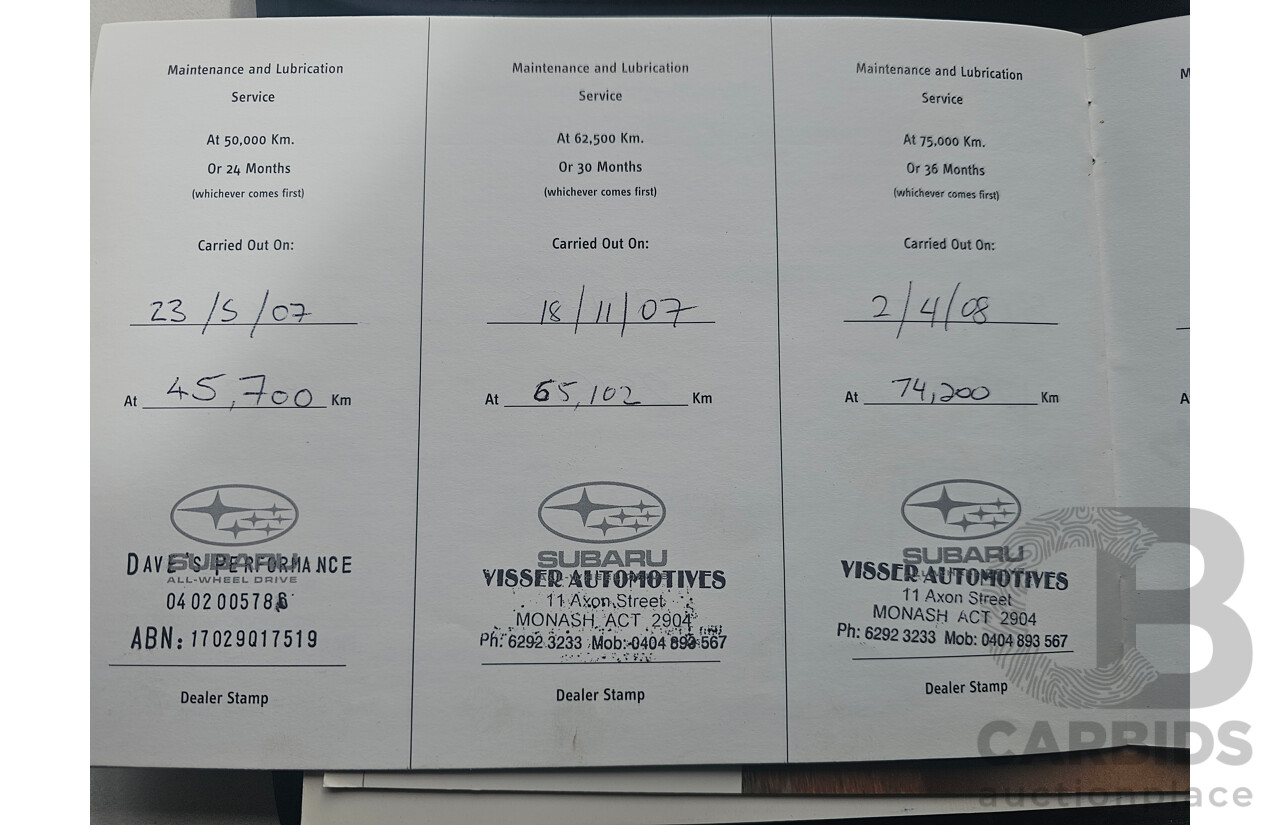 Maintenance and Lubrication
Service
At 50,000 Km.
Or 24 Months
(whichever comes first)
Carried Out On:
23/5/07
At 45,700 Km
SUBARU
DAVE'S PERFORMANCE
ALL-WHEEL DRIVE
ABN: 17029017519
Dealer Stamp
Maintenance and Lubrication
Service
At 62,500 Km.
Or 30 Months
(whichever comes first)
Carried Out On:
18/11/07
At 65,102 Km
SUBARU
VISSER AUTOMOTIVES
11 Axon Street
MONASH ACT 2904
Ph: 6292 3233 Mob: 0404 893 567
Dealer Stamp
Maintenance and Lubrication
Service
At 75,000 Km.
Or 36 Months
(whichever comes first)
Carried Out On:
2/4/08
At 74,200 Km
SUBARU
VISSER AUTOMOTIVES
11 Axon Street
MONASH ACT 2904
Ph: 6292 3233 Mob: 0404 893 567
Dealer Stamp
M
A
CB
CARBIDS
auctionplace